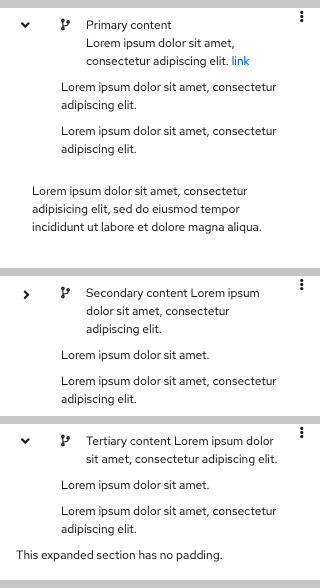 Primary content
Lorem ipsum dolor sit amet,
consectetur adipiscing elit. link
Lorem ipsum dolor sit amet, consectetur
adipiscing elit.
Lorem ipsum dolor sit amet, consectetur
adipiscing elit.
Lorem ipsum dolor sit amet, consectetur
adipisicing elit, sed do eiusmod tempor
incididunt ut labore et dolore magna aliqua.
Secondary content Lorem ipsum
dolor sit amet, consectetur
adipiscing elit.
Lorem ipsum dolor sit amet.
Lorem ipsum dolor sit amet, consectetur
adipiscing elit.
Tertiary content Lorem ipsum dolor
sit amet, consectetur adipiscing elit.
Lorem ipsum dolor sit amet.
Lorem ipsum dolor sit amet, consectetur
adipiscing elit.
This expanded section has no padding.